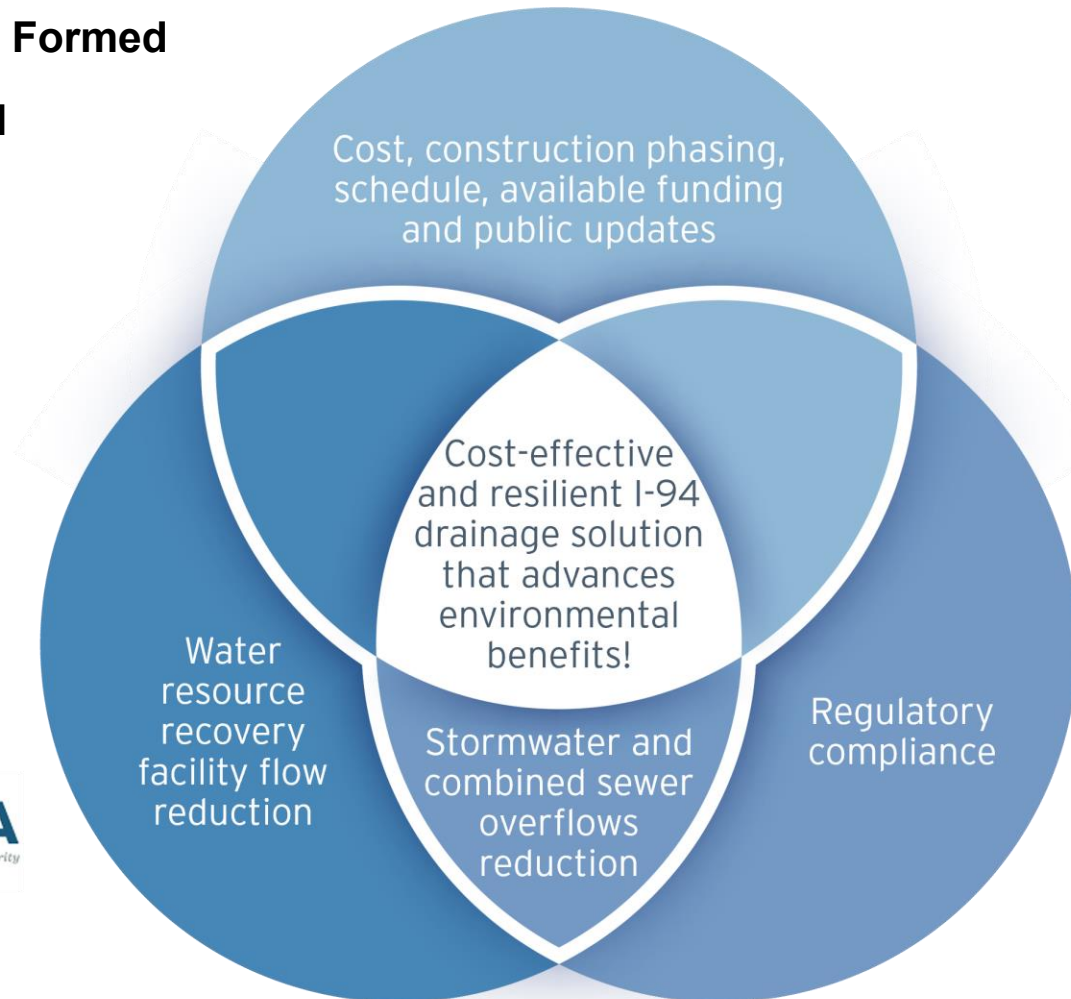 Formed
Cost, construction phasing,
schedule, available funding
and public updates
Cost-effective
and resilient I-94
drainage solution
that advances
environmental
benefits!
Water
resource
recovery
facility flow
reduction
Stormwater and
combined sewer
overflows
reduction
Regulatory
compliance